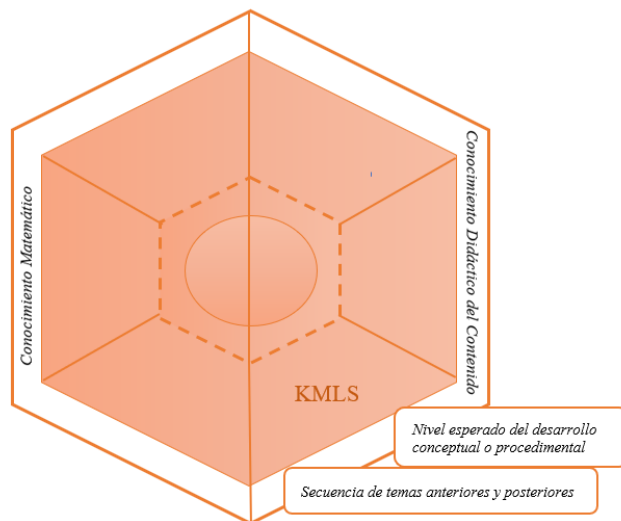 Conocimiento Matemático
Conocimiento Didáctico del Contenido
KMLS
Nivel esperado del desarrollo
conceptual o procedimental
Secuencia de temas anteriores y posteriores